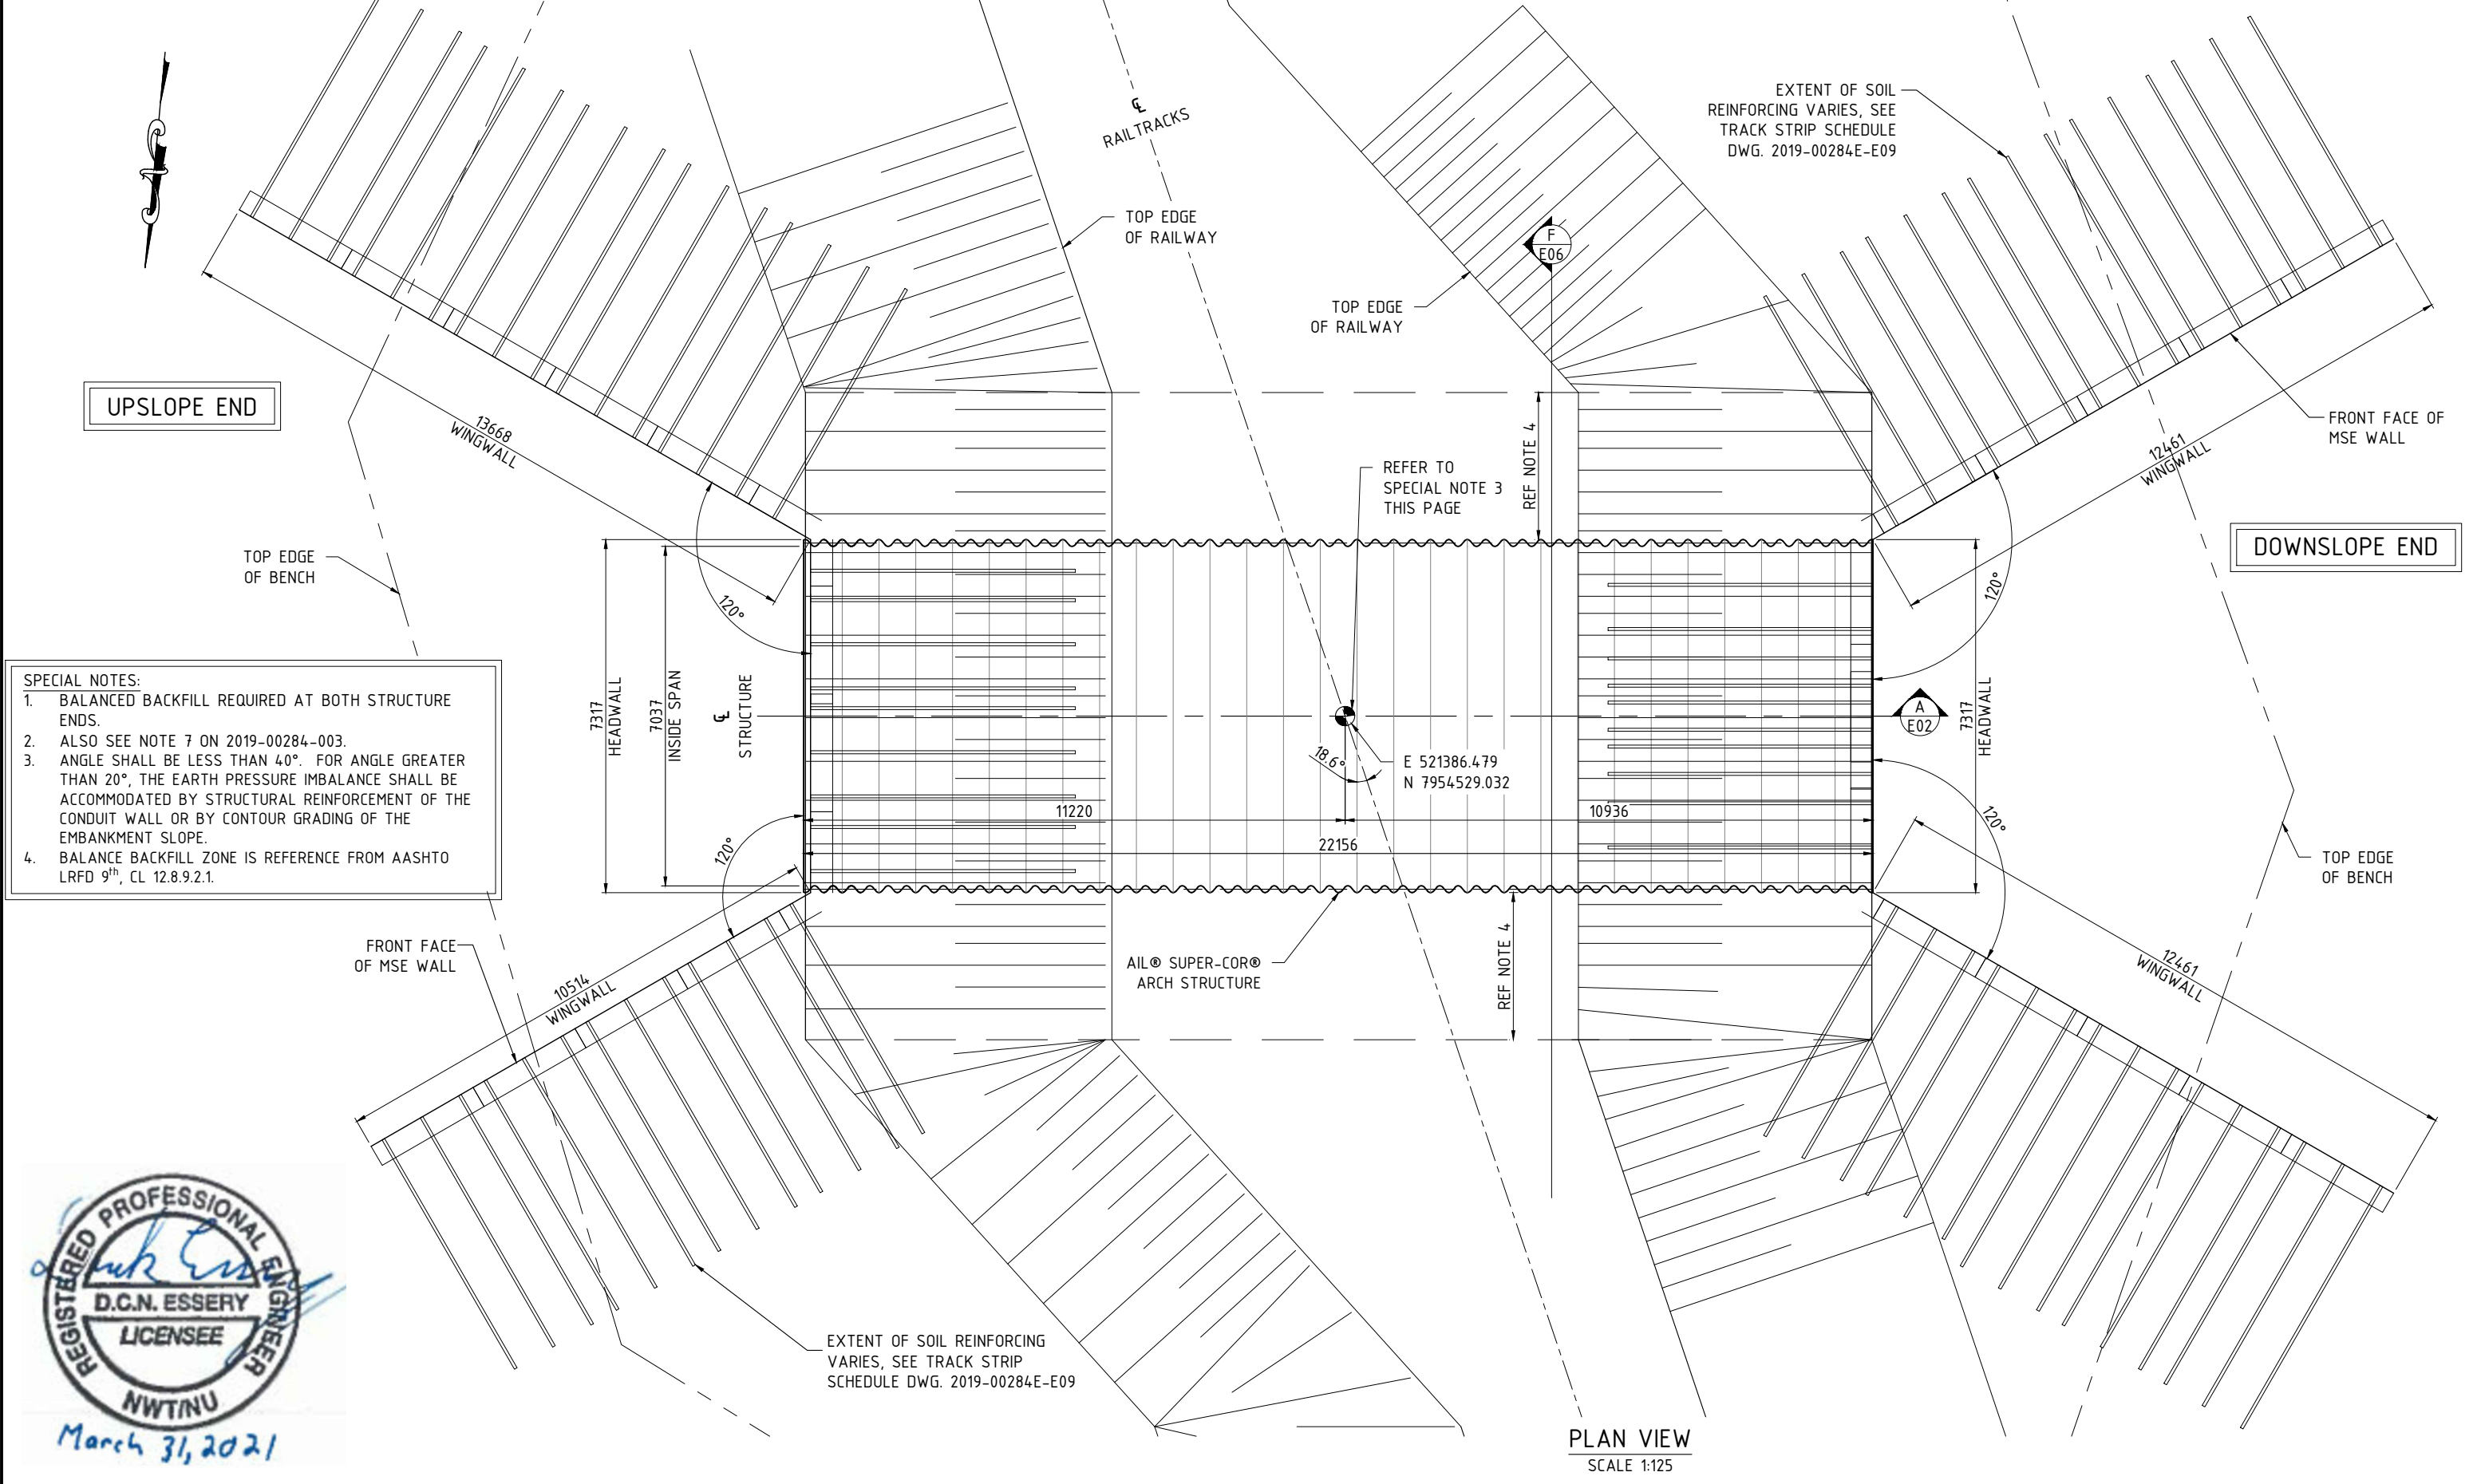 ℄
RAILTRACKS
EXTENT OF SOIL
REINFORCING VARIES, SEE
TRACK STRIP SCHEDULE
DWG. 2019-00284E-E09
TOP EDGE
OF RAILWAY
F
E06
TOP EDGE
OF RAILWAY
UPSLOPE END
13668
WINGWALL
FRONT FACE OF
MSE WALL
12461
WINGWALL
REFER TO
SPECIAL NOTE 3
THIS PAGE
REF NOTE 4
DOWNSLOPE END
TOP EDGE
OF BENCH
120°
120°
SPECIAL NOTES:
1. BALANCED BACKFILL REQUIRED AT BOTH STRUCTURE
ENDS.
2. ALSO SEE NOTE 7 ON 2019-00284-003.
3. ANGLE SHALL BE LESS THAN 40°. FOR ANGLE GREATER
THAN 20°, THE EARTH PRESSURE IMBALANCE SHALL BE
ACCOMMODATED BY STRUCTURAL REINFORCEMENT OF THE
CONDUIT WALL OR BY CONTOUR GRADING OF THE
EMBANKMENT SLOPE.
4. BALANCE BACKFILL ZONE IS REFERENCE FROM AASHTO
LRFD 9th, CL 12.8.9.2.1.
7317
HEADWALL
7037
INSIDE SPAN
℄
STRUCTURE
A
E02
7317
HEADWALL
18.6°
E 521386.479
N 7954529.032
11220
10936
22156
120°
120°
TOP EDGE
OF BENCH
FRONT FACE
OF MSE WALL
10514
WINGWALL
AIL® SUPER-COR®
ARCH STRUCTURE
REF NOTE 4
12461
WINGWALL
EXTENT OF SOIL REINFORCING
VARIES, SEE TRACK STRIP
SCHEDULE DWG. 2019-00284E-E09
REGISTERED PROFESSIONAL ENGINEER
D.C.N. ESSERY
LICENSEE
NWT/NU
March 31, 2021
PLAN VIEW
SCALE 1:125